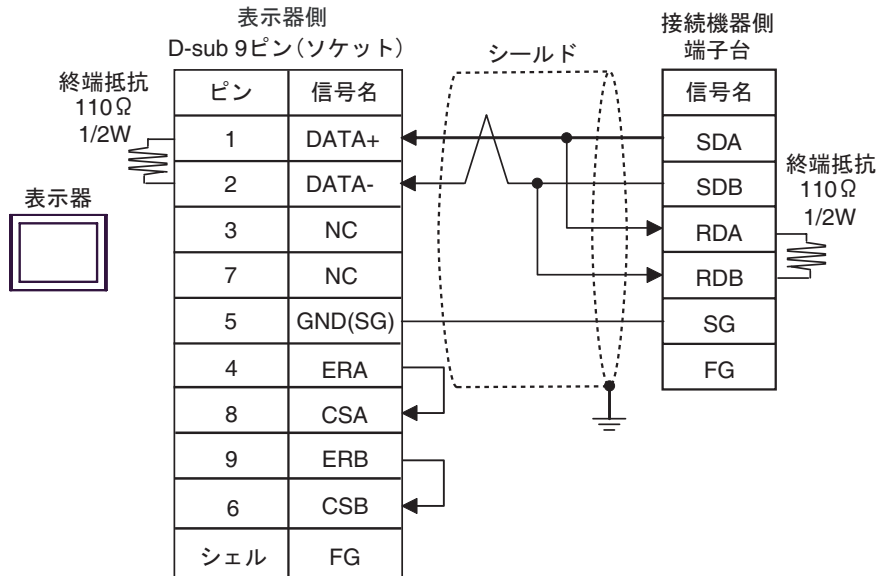 表示器側
D-sub 9ピン(ソケット)
シールド
接続機器側
端子台
終端抵抗
110Ω
1/2W
表示器
ピン 信号名
1 DATA+
2 DATA-
3 NC
7 NC
5 GND(SG)
4 ERA
8 CSA
9 ERB
6 CSB
シェル FG
信号名
SDA
SDB
RDA
RDB
SG
FG
終端抵抗
110Ω
1/2W